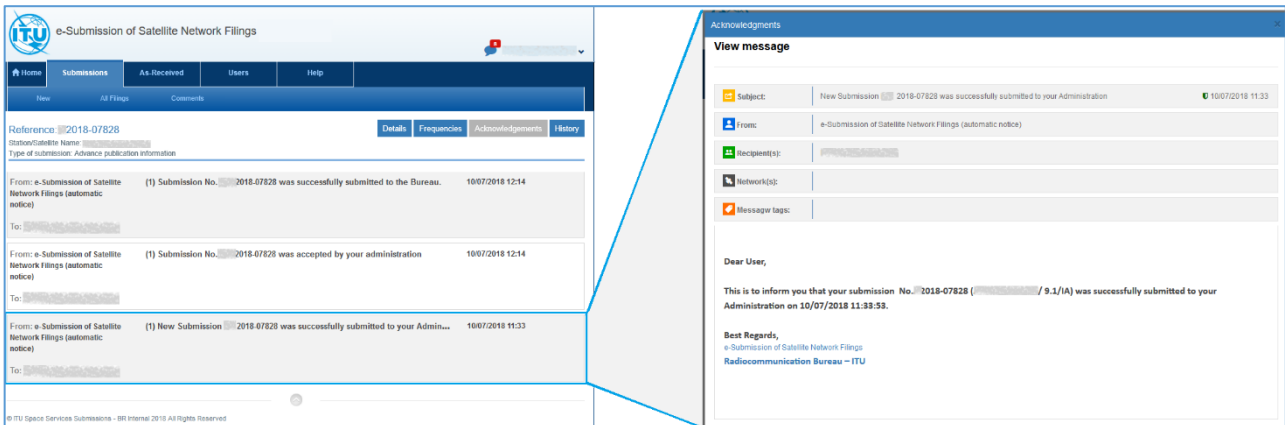 ITU
e-Submission of Satellite Network Filings
Home Submissions As-Received Users Help
New All Filings Comments
Reference: 2018-07828
Details Frequencies Acknowledgements History
Station/Satellite Name:
Type of submission: Advance publication information
From: e-Submission of Satellite (1) Submission No. 2018-07828 was successfully submitted to the Bureau. 10/07/2018 12:14
Network Filings (automatic
notice)
To:
From: e-Submission of Satellite (1) Submission No. 2018-07828 was accepted by your administration 10/07/2018 12:14
Network Filings (automatic
notice)
To:
From: e-Submission of Satellite (1) New Submission 2018-07828 was successfully submitted to your Admin... 10/07/2018 11:33
Network Filings (automatic
notice)
To:
© ITU Space Services Submissions - BR Internal 2018 All Rights Reserved
Acknowledgments
View message
Subject: New Submission 2018-07828 was successfully submitted to your Administration 10/07/2018 11:33
From: e-Submission of Satellite Network Filings (automatic notice)
Recipient(s):
Network(s):
Messagw tags:
Dear User,
This is to inform you that your submission No. 2018-07828 ( / 9.1/IA) was successfully submitted to your
Administration on 10/07/2018 11:33:53.
Best Regards,
e-Submission of Satellite Network Filings
Radiocommunication Bureau – ITU